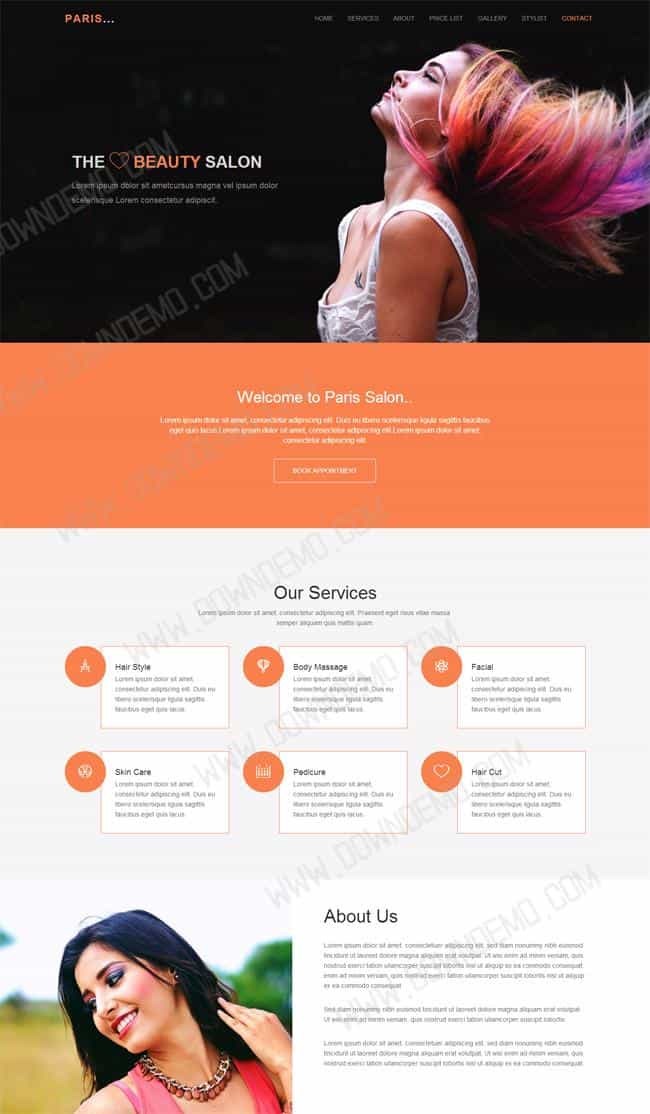 PARIS...
HOME SERVICES ABOUT PRICE LIST GALLERY STYLIST CONTACT
THE BEAUTY SALON
Lorem ipsum dolor sit ametcursus magna vel ipsum dolor
scelerisque Lorem consectetur adipiscit.
Welcome to Paris Salon..
Lorem ipsum dolor sit amet, consectetur adipiscing elit. Duis eu libero scelerisque ligula sagittis faucibus
eget quis lacus.Lorem ipsum dolor sit amet, consectetur adipiscing elit.Lorem ipsum dolor sit amet,
consectetur adipiscing elit.
BOOK APPOINTMENT
Our Services
Lorem ipsum dolor sit amet, consectetur adipiscing elit. Praesent eget risus vitae massa
semper aliquam quis mattis quam.
Hair Style
Lorem ipsum dolor sit amet,
consectetur adipiscing elit. Duis eu
libero scelerisque ligula sagittis
faucibus eget quis lacus.
Body Massage
Lorem ipsum dolor sit amet,
consectetur adipiscing elit. Duis eu
libero scelerisque ligula sagittis
faucibus eget quis lacus.
Facial
Lorem ipsum dolor sit amet,
consectetur adipiscing elit. Duis eu
libero scelerisque ligula sagittis
faucibus eget quis lacus.
Skin Care
Lorem ipsum dolor sit amet,
consectetur adipiscing elit. Duis eu
libero scelerisque ligula sagittis
faucibus eget quis lacus.
Pedicure
Lorem ipsum dolor sit amet,
consectetur adipiscing elit. Duis eu
libero scelerisque ligula sagittis
faucibus eget quis lacus.
Hair Cut
Lorem ipsum dolor sit amet,
consectetur adipiscing elit. Duis eu
libero scelerisque ligula sagittis
faucibus eget quis lacus.
About Us
Lorem ipsum dolor sit amet, consectetuer adipiscing elit, sed diam nonummy nibh euismod
tincidunt ut laoreet dolore magna aliquam erat volutpat. Ut wisi enim ad minim veniam, quis
nostrud exerci tation ullamcorper suscipit lobortis nisl ut aliquip ex ea commodo consequat
enim ad minim veniam, quis nostrud exerci tation ullamcorper suscipit lobortis nisl ut aliquip
ex ea commodo consequat.
Sed diam nonummy nibh euismod tincidunt ut laoreet dolore magna aliquam erat volutpat.
Ut wisi enim ad minim veniam, quis nostrud exerci tation ullamcorper suscipit lobortis.
Lorem ipsum dolor sit amet, consectetuer adipiscing elit, sed diam nonummy nibh euismod
tincidunt ut laoreet dolore magna aliquam erat volutpat. Ut wisi enim ad minim veniam, quis
nostrud exerci tation ullamcorper suscipit lobortis nisl ut aliquip ex ea commodo consequat.
WWW.DOWNDEMO.COM